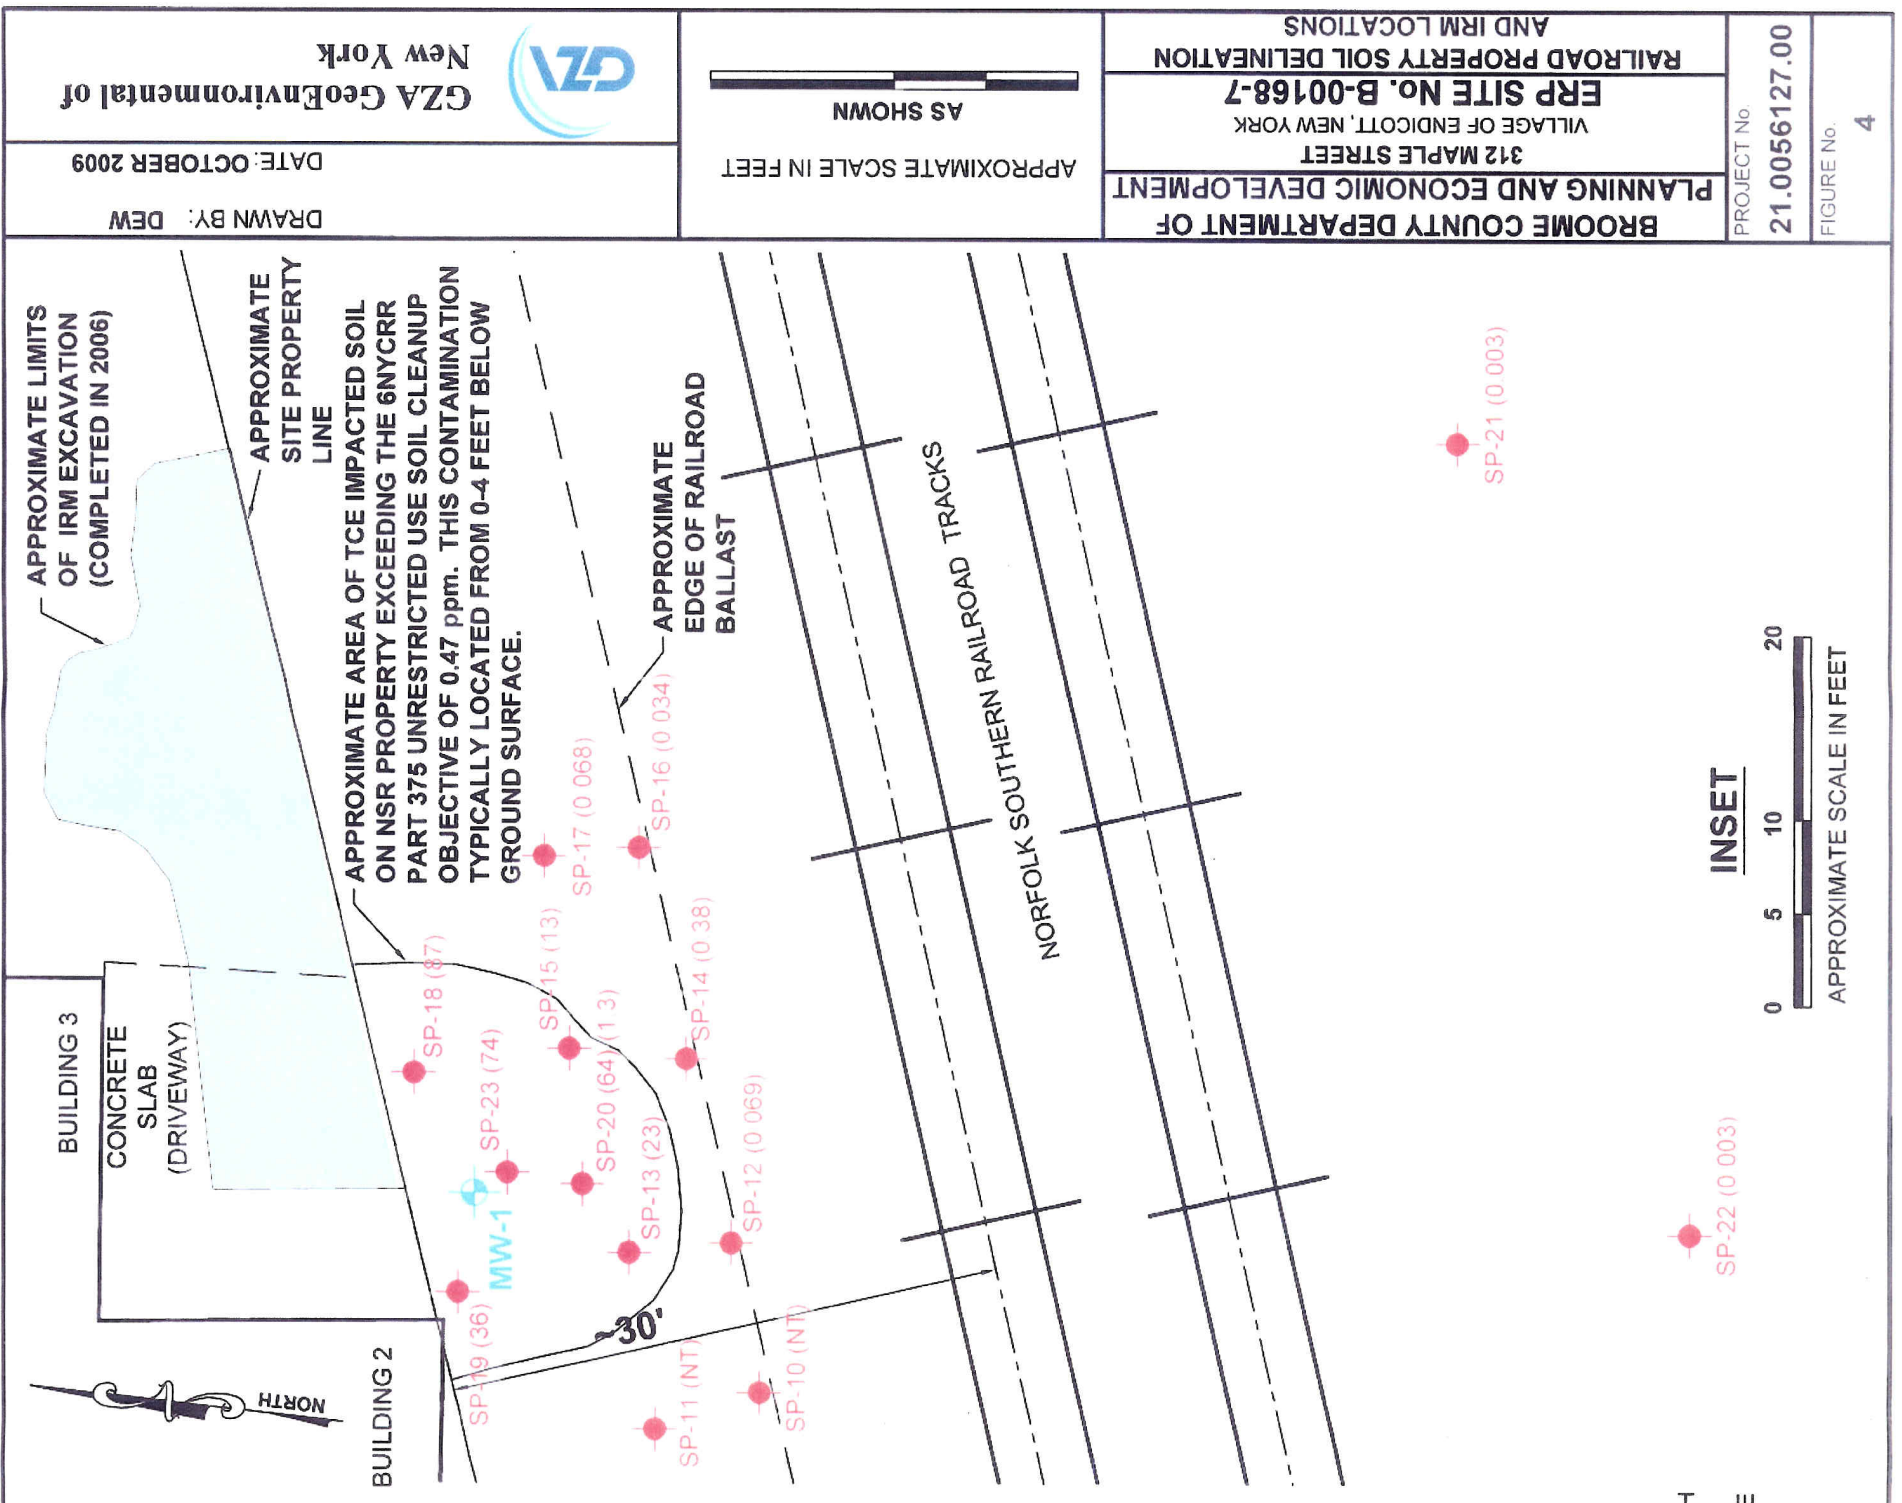 GZA GeoEnvironmental of
New York
GZA
DATE: OCTOBER 2009
DRAWN BY: DEW
APPROXIMATE SCALE IN FEET
AS SHOWN
BROOME COUNTY DEPARTMENT OF
PLANNING AND ECONOMIC DEVELOPMENT
312 MAPLE STREET
VILLAGE OF ENDICOTT, NEW YORK
ERP SITE No. B-00168-7
RAILROAD PROPERTY SOIL DELINEATION
AND IRM LOCATIONS
PROJECT No.
21.0056127.00
FIGURE No.
4
APPROXIMATE LIMITS
OF IRM EXCAVATION
(COMPLETED IN 2006)
APPROXIMATE
SITE PROPERTY
LINE
APPROXIMATE AREA OF TCE IMPACTED SOIL
ON NSR PROPERTY EXCEEDING THE 6NYCRR
PART 375 UNRESTRICTED USE SOIL CLEANUP
OBJECTIVE OF 0.47 ppm. THIS CONTAMINATION
TYPICALLY LOCATED FROM 0-4 FEET BELOW
GROUND SURFACE.
APPROXIMATE
EDGE OF RAILROAD
BALLAST
NORFOLK SOUTHERN RAILROAD TRACKS
BUILDING 3
CONCRETE
SLAB
(DRIVEWAY)
BUILDING 2
NORTH
MW-1
~30'
SP-18 (87)
SP-23 (74)
SP-15 (13)
SP-20 (64) (1 3)
SP-13 (23)
SP-14 (0 38)
SP-12 (0 069)
SP-17 (0 068)
SP-16 (0 034)
SP-19 (36)
SP-11 (NT)
SP-10 (NT)
SP-21 (0.003)
SP-22 (0 003)
INSET
0 5 10 20
APPROXIMATE SCALE IN FEET